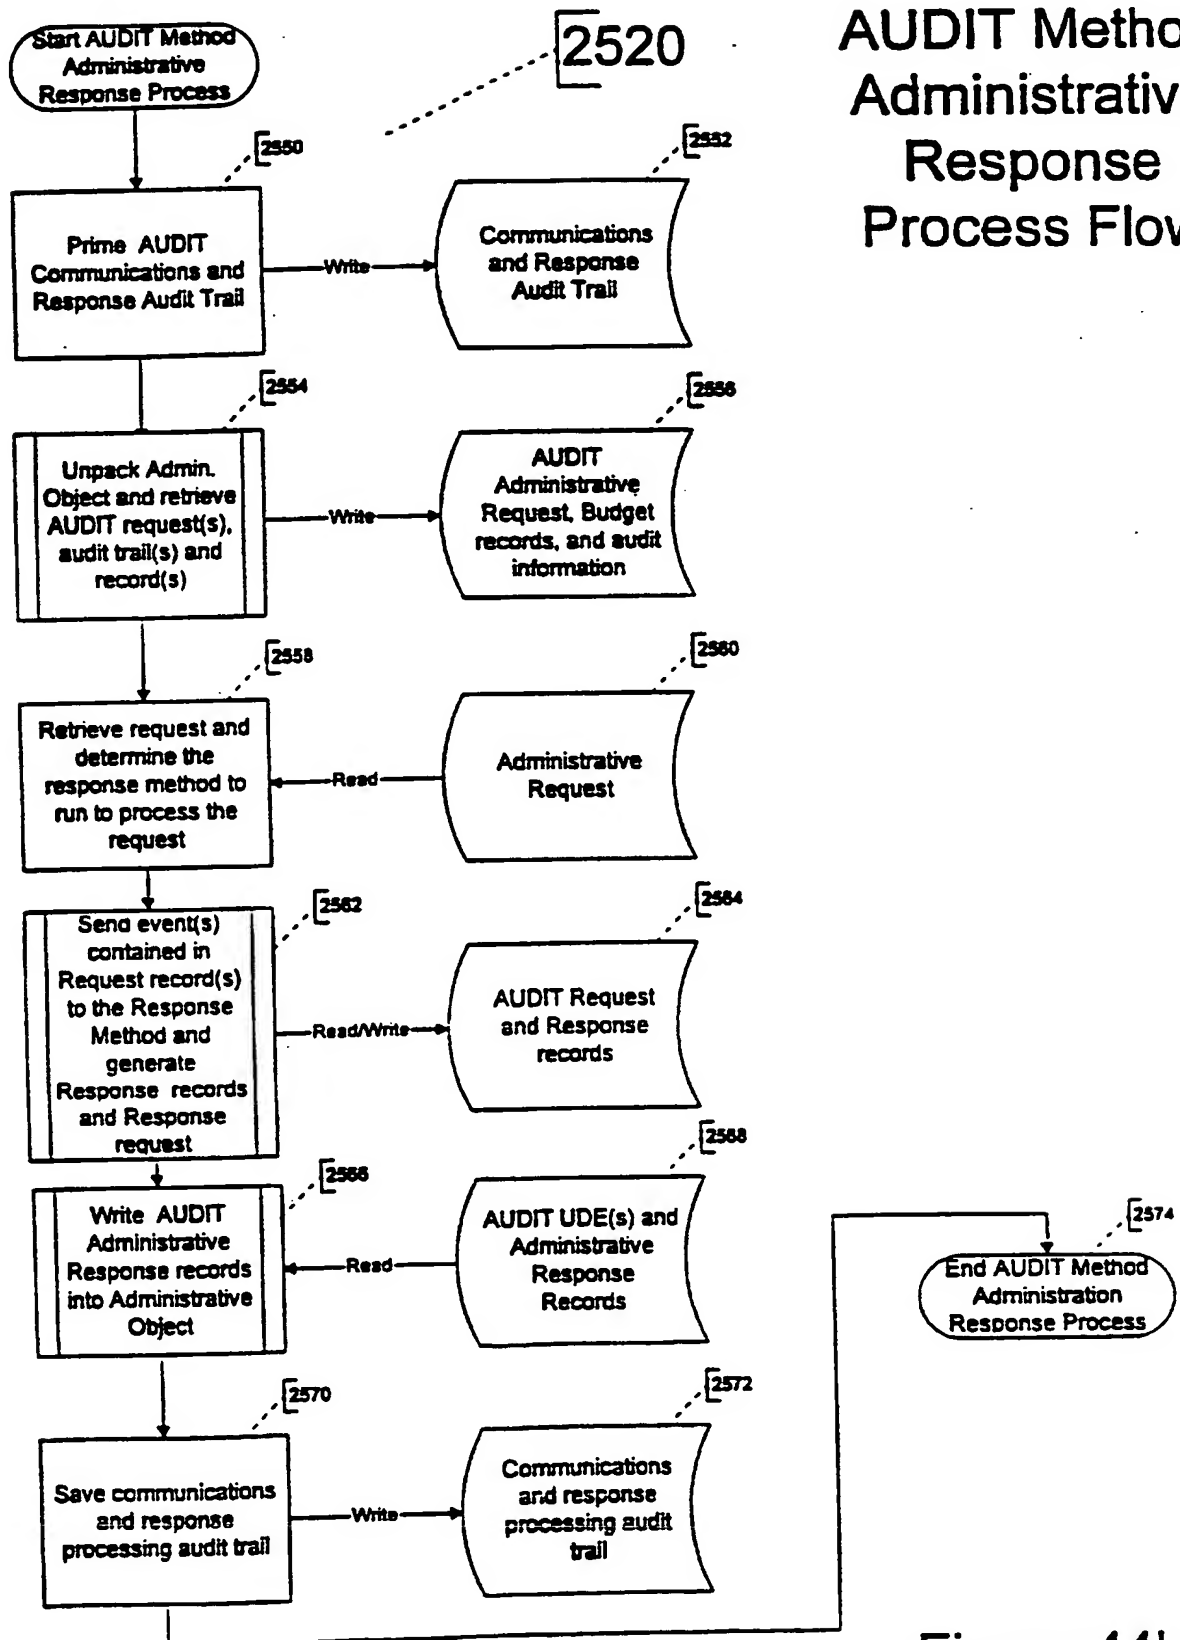 Start AUDIT Method
Administrative
Response Process
2520
AUDIT
Response
Process
2550
Prime AUDIT
Communications and
Response Audit Trail
Write
2552
Communications
and Response
Audit Trail
2554
Unpack Admin.
Object and retrieve
AUDIT request(s),
audit trail(s) and
record(s)
Write
2556
AUDIT
Administrative
Request, Budget
records, and audit
information
2558
Retrieve request and
determine the
response method to
run to process the
request
Read
2560
Administrative
Request
2562
Send event(s)
contained in
Request record(s)
to the Response
Method and
generate
Response records
and Response
request
Read/Write
2564
AUDIT Request
and Response
records
2566
Write AUDIT
Administrative
Response records
into Administrative
Object
Read
2568
AUDIT UDE(s) and
Administrative
Response
Records
2570
Save communications
and response
processing audit trail
Write
2572
Communications
and response
processing audit
trail
2574
End AUDIT Method
Administration
Response Process